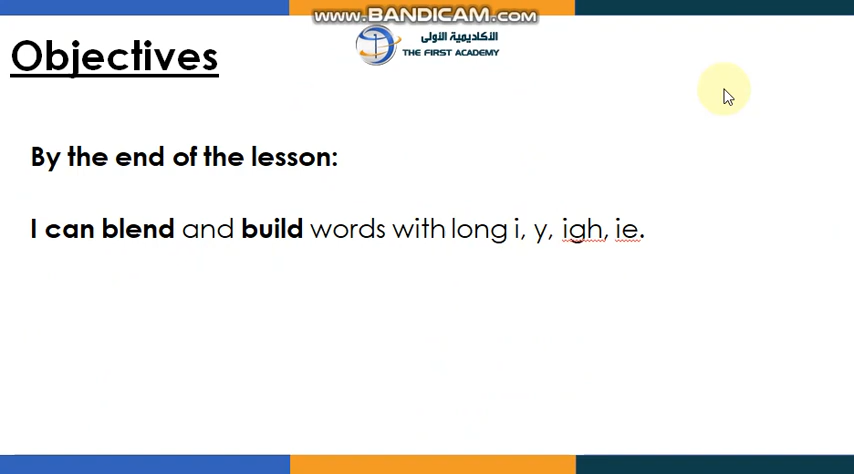 www.BANDICAM.com
الأكاديمية الأولى
THE FIRST ACADEMY
Objectives
By the end of the lesson:
I can blend and build words with long i, y, igh, ie.